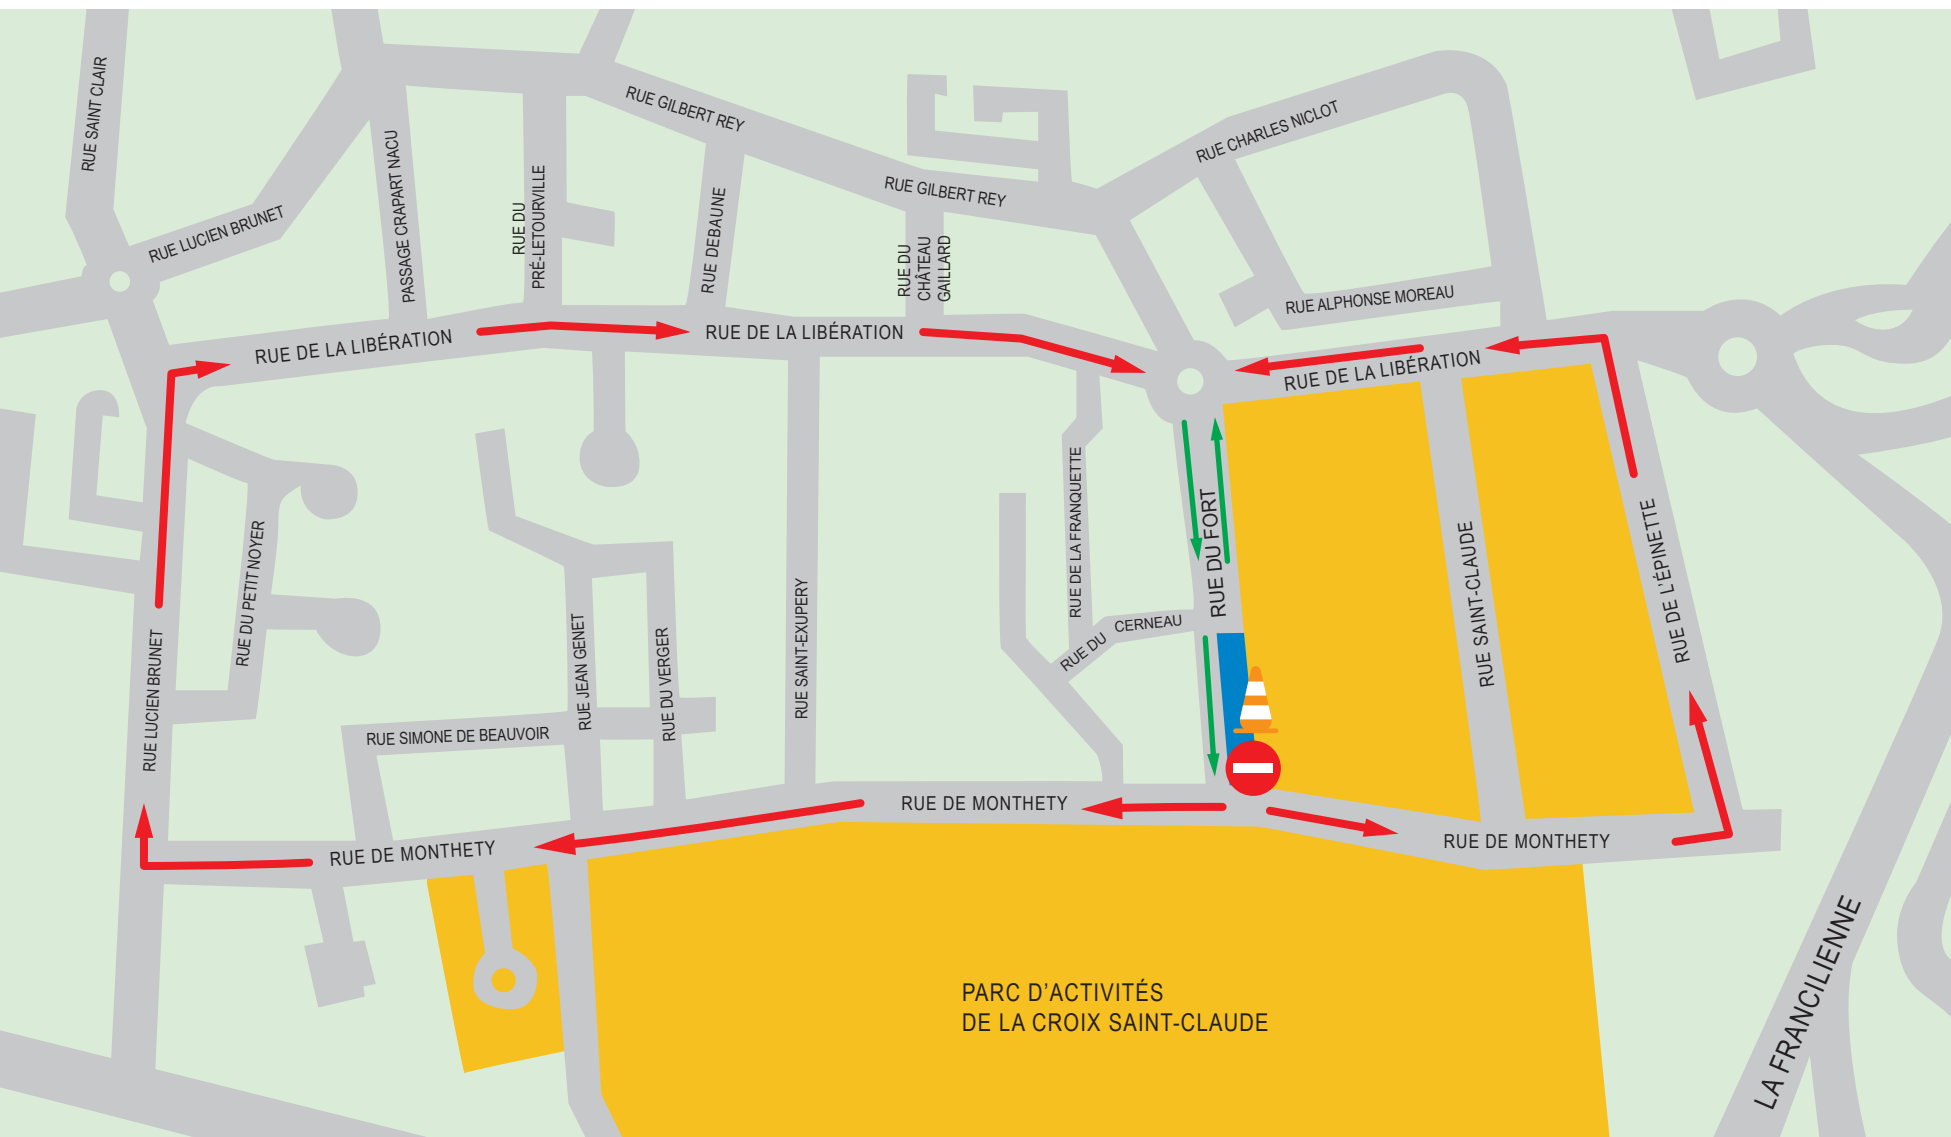 RUE SAINT CLAIR
RUE LUCIEN BRUNET
PASSAGE CRAPART NACU
RUE DU
PRÉ-LETOURVILLE
RUE GILBERT REY
RUE DEBAUNE
RUE GILBERT REY
RUE DU
CHÂTEAU
GAILLARD
RUE CHARLES NICLOT
RUE ALPHONSE MOREAU
RUE DE LA LIBÉRATION
RUE DE LA LIBÉRATION
RUE DE LA LIBÉRATION
RUE DU PETIT NOYER
RUE LUCIEN BRUNET
RUE SIMONE DE BEAUVOIR
RUE JEAN GENET
RUE DU VERGER
RUE SAINT-EXUPERY
RUE DE LA FRANQUETTE
RUE DU
CERNEAU
RUE DU FORT
RUE SAINT-CLAUDE
RUE DE L'ÉPINETTE
RUE DE MONTHETY
RUE DE MONTHETY
RUE DE MONTHETY
PARC D'ACTIVITÉS
DE LA CROIX SAINT-CLAUDE
LA FRANCILIENNE